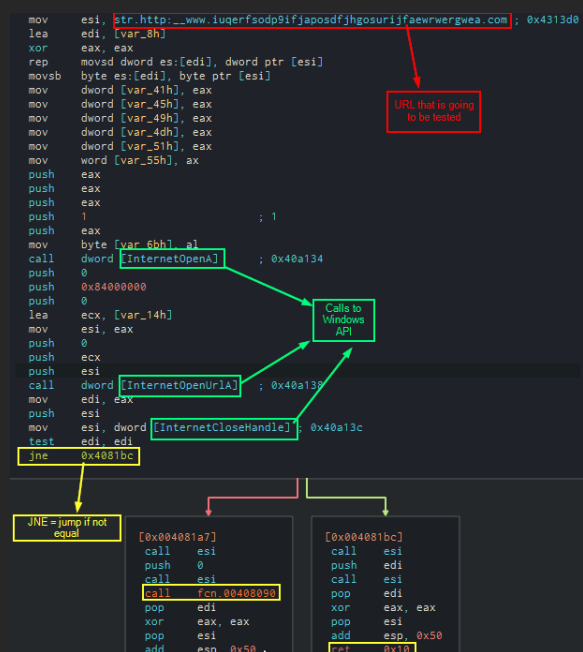 mov esi, str.http:__www.iuqerfsodp9ifjaposdfjhgosurijfaewrwergwea.com ; 0x4313d0
lea edi, [var_8h]
xor eax, eax
rep movsd dword es:[edi], dword ptr [esi]
movsb byte es:[edi], byte ptr [esi]
mov dword [var_41h], eax
mov dword [var_45h], eax
mov dword [var_49h], eax
mov dword [var_4dh], eax
mov dword [var_51h], eax
mov word [var_55h], ax
push eax
push eax
push eax
push 1 ; 1
push eax
mov byte [var_6bh], al
call dword [InternetOpenA] ; 0x40a134
push 0
push 0x84000000
push 0
lea ecx, [var_14h]
mov esi, eax
push 0
push ecx
push esi
call dword [InternetOpenUrlA] ; 0x40a138
mov edi, eax
push esi
mov esi, dword [InternetCloseHandle] ; 0x40a13c
test edi, edi
jne 0x4081bc
URL that is going
to be tested
Calls to
Windows
API
JNE = jump if not
equal
[0x004081a7]
call esi
push 0
call esi
call fcn.00408090
pop edi
xor eax, eax
pop esi
add esp, 0x50
[0x004081bc]
call esi
push edi
call esi
pop edi
xor eax, eax
pop esi
add esp, 0x50
ret 0x10